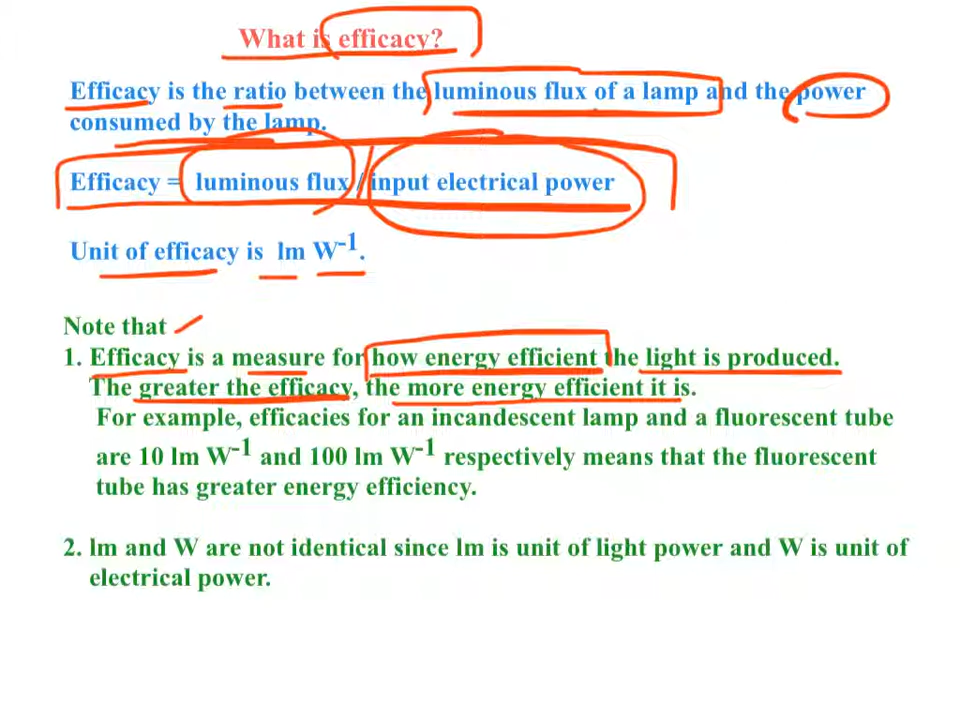 What is efficacy?
Efficacy is the ratio between the luminous flux of a lamp and the power
consumed by the lamp.
Efficacy = luminous flux / input electrical power
Unit of efficacy is lm W⁻¹.
Note that
1. Efficacy is a measure for how energy efficient the light is produced.
The greater the efficacy, the more energy efficient it is.
For example, efficacies for an incandescent lamp and a fluorescent tube
are 10 lm W⁻¹ and 100 lm W⁻¹ respectively means that the fluorescent
tube has greater energy efficiency.
2. lm and W are not identical since lm is unit of light power and W is unit of
electrical power.